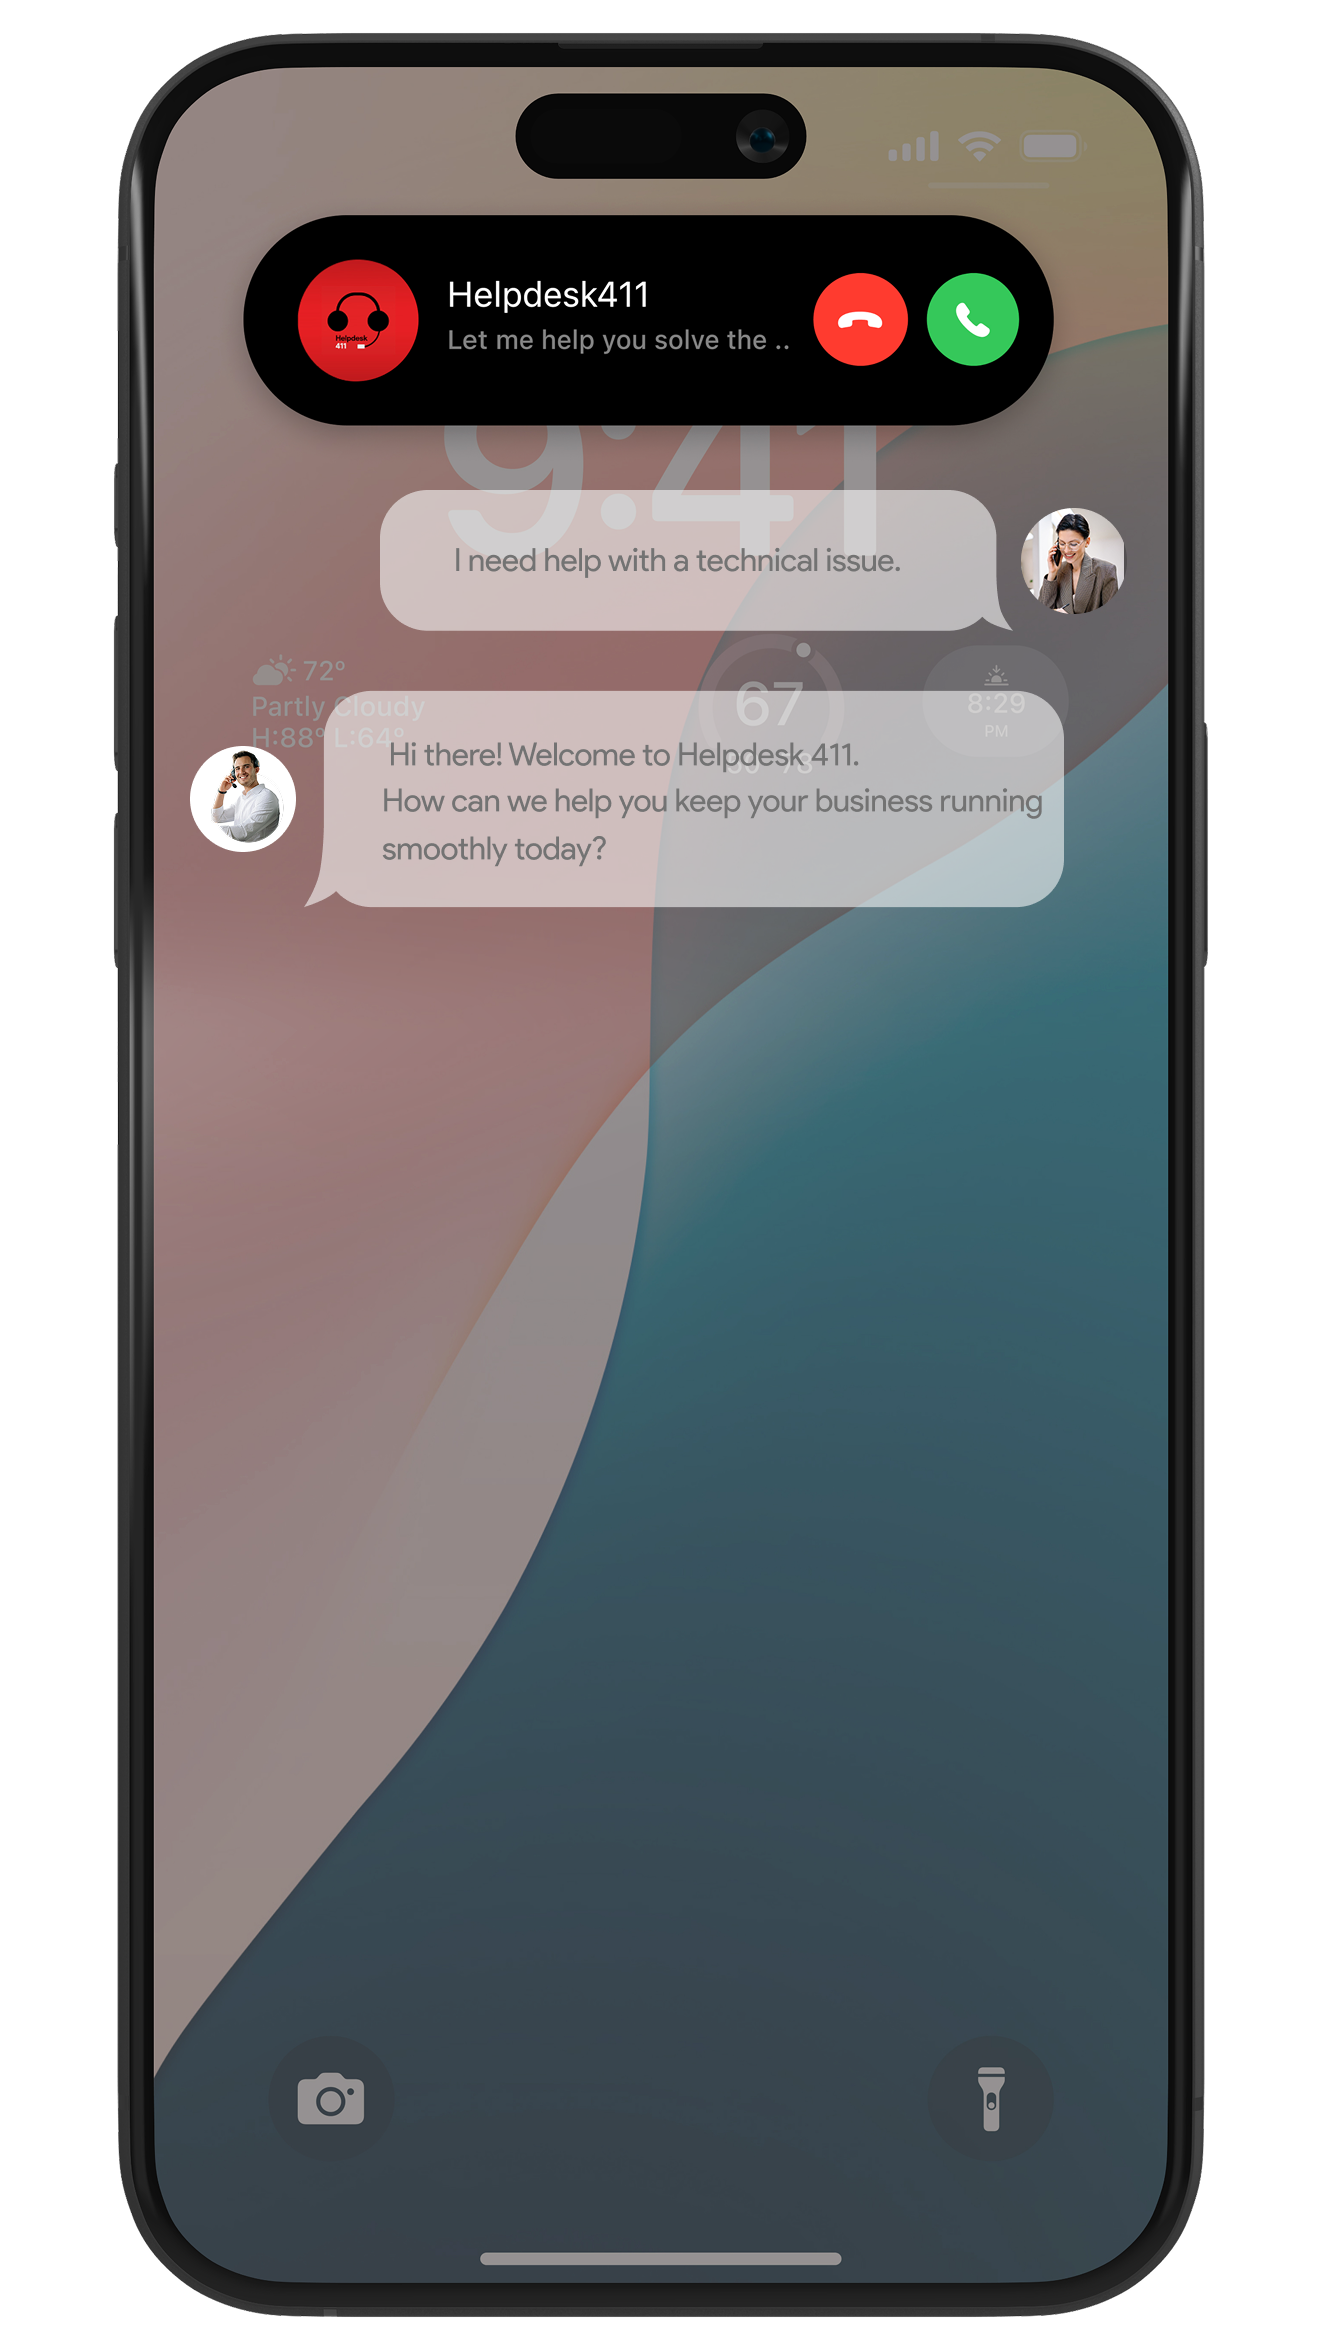 Helpdesk411
Let me help you solve the ..
Helpdesk
411
9:41
I need help with a technical issue.
72°
Partly Cloudy
H:88° L:64°
67
8:29
PM
Hi there! Welcome to Helpdesk 411.
How can we help you keep your business running
smoothly today?